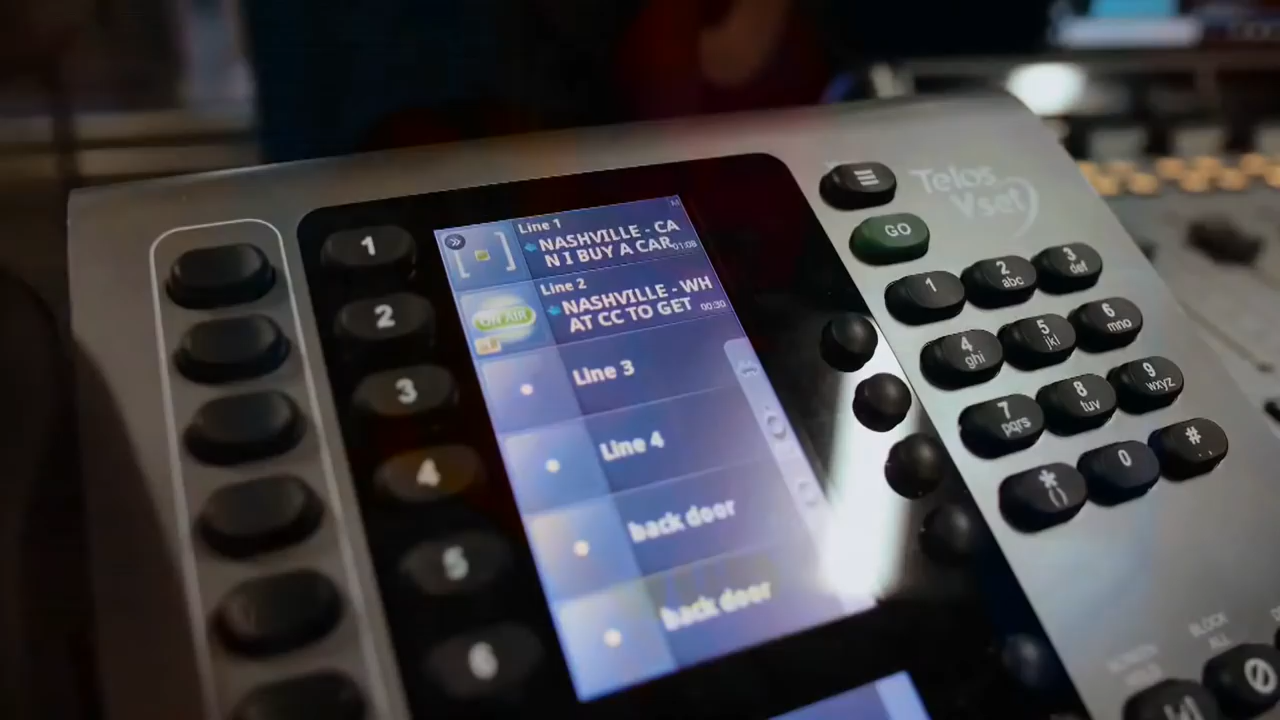 Telos
Vset
GO
1
2
abc
3
def
4
ghi
5
jkl
6
mno
7
pqrs
8
tuv
9
wxyz
*
()
0
#
BLOCK
ALL
1
2
3
4
5
6
Line 1
NASHVILLE - CA
N I BUY A CAR
01:08
Line 2
ON AIR
NASHVILLE - WH
AT CC TO GET
00:30
Line 3
Line 4
back door
back door